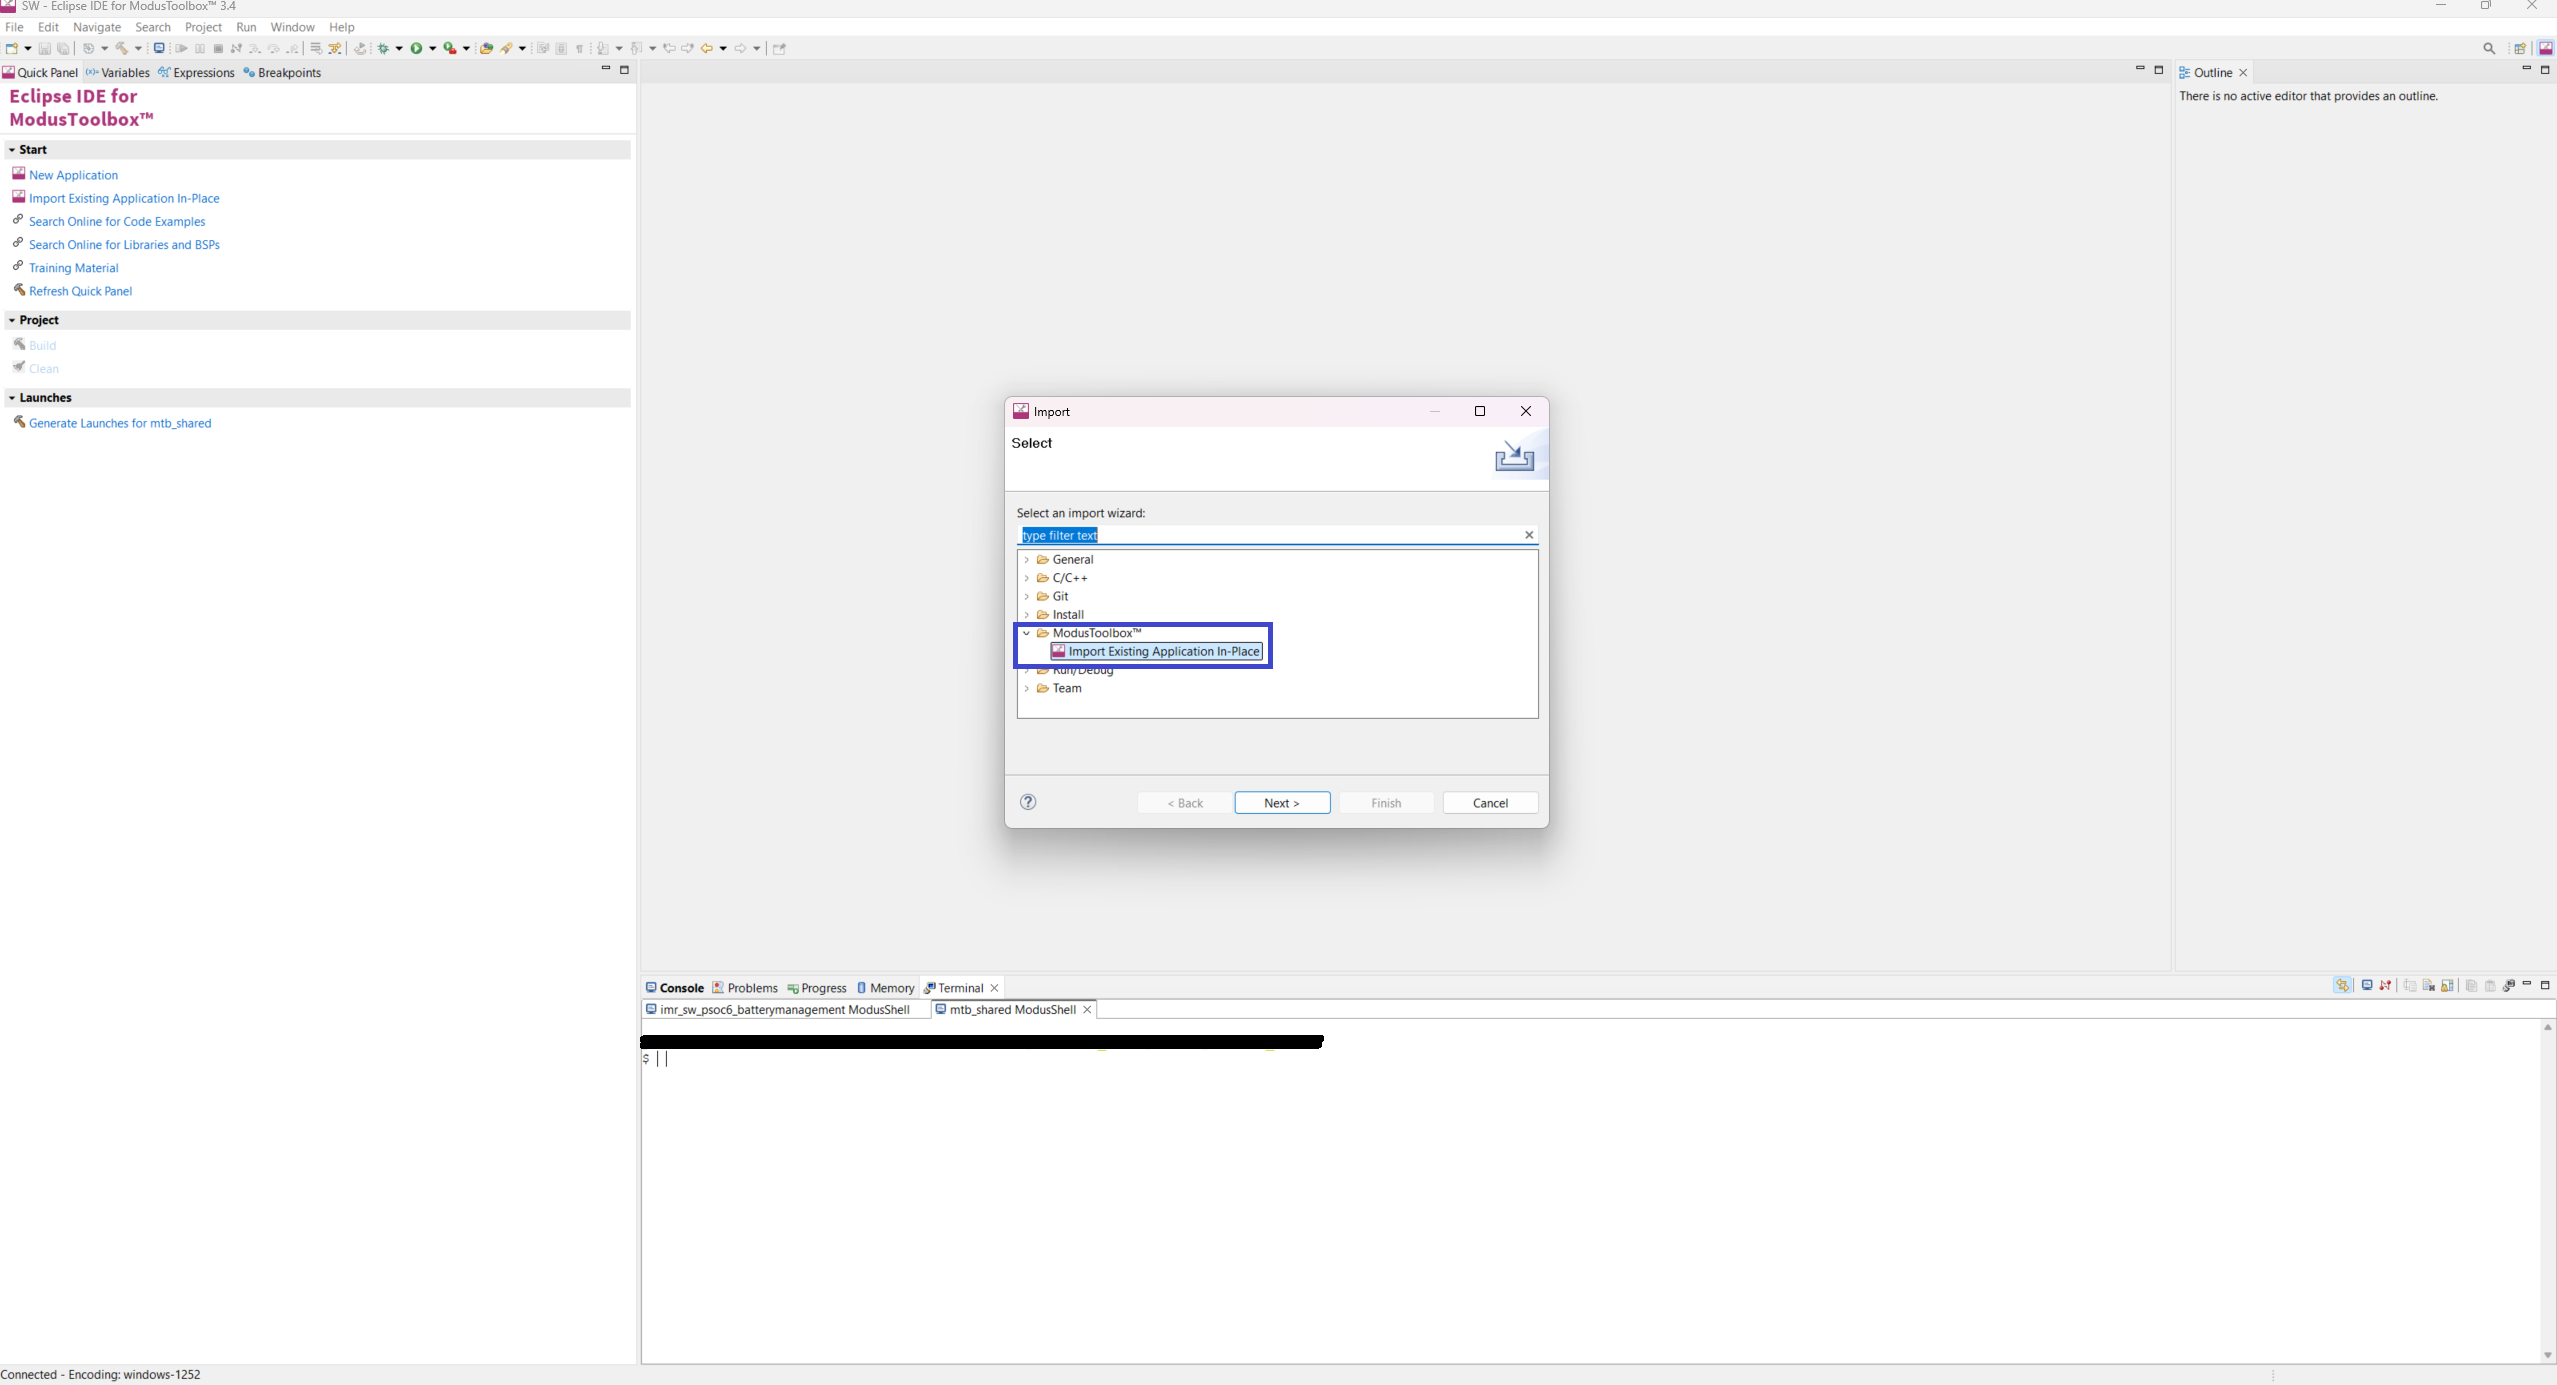 SW - Eclipse IDE for ModusToolbox™ 3.4
File Edit Navigate Search Project Run Window Help
Quick Panel (x)= Variables Expressions Breakpoints
Outline
Eclipse IDE for
ModusToolbox™
There is no active editor that provides an outline.
Start
New Application
Import Existing Application In-Place
Search Online for Code Examples
Search Online for Libraries and BSPs
Training Material
Refresh Quick Panel
Project
Build
Clean
Launches
Generate Launches for mtb_shared
Import
Select
Select an import wizard:
type filter text
General
C/C++
Git
Install
ModusToolbox™
Import Existing Application In-Place
Run/Debug
Team
< Back Next > Finish Cancel
Console Problems Progress Memory Terminal
imr_sw_psoc6_batterymanagement ModusShell mtb_shared ModusShell
$
Connected - Encoding: windows-1252